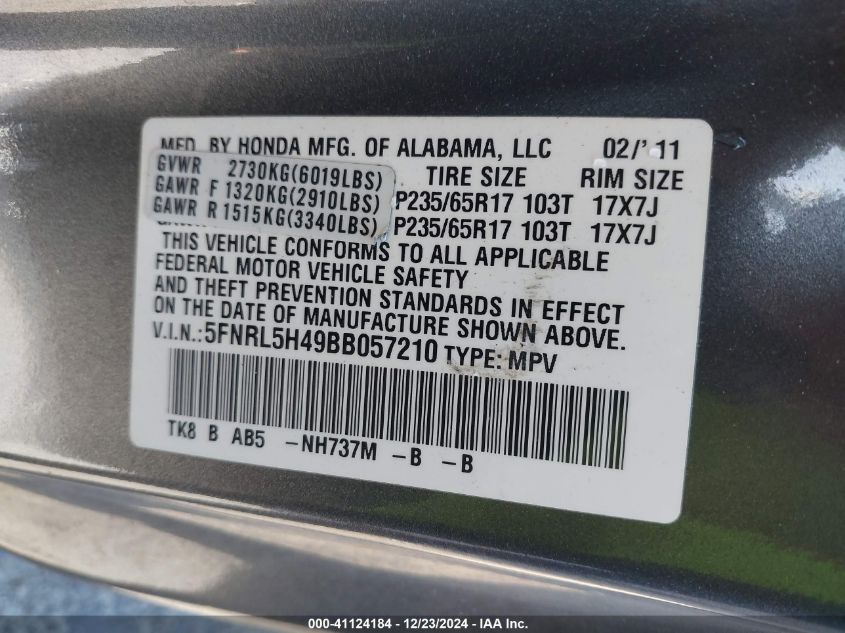 MFD. BY HONDA MFG. OF ALABAMA, LLC 02/'11
GVWR 2730KG(6019LBS) TIRE SIZE RIM SIZE
GAWR F 1320KG(2910LBS) P235/65R17 103T 17X7J
GAWR R 1515KG(3340LBS) P235/65R17 103T 17X7J
THIS VEHICLE CONFORMS TO ALL APPLICABLE
FEDERAL MOTOR VEHICLE SAFETY
AND THEFT PREVENTION STANDARDS IN EFFECT
ON THE DATE OF MANUFACTURE SHOWN ABOVE.
V.I.N.:5FNRL5H49BB057210 TYPE: MPV
TK8 B AB5 -NH737M -B -B
000-41124184 - 12/23/2024 - IAA Inc.